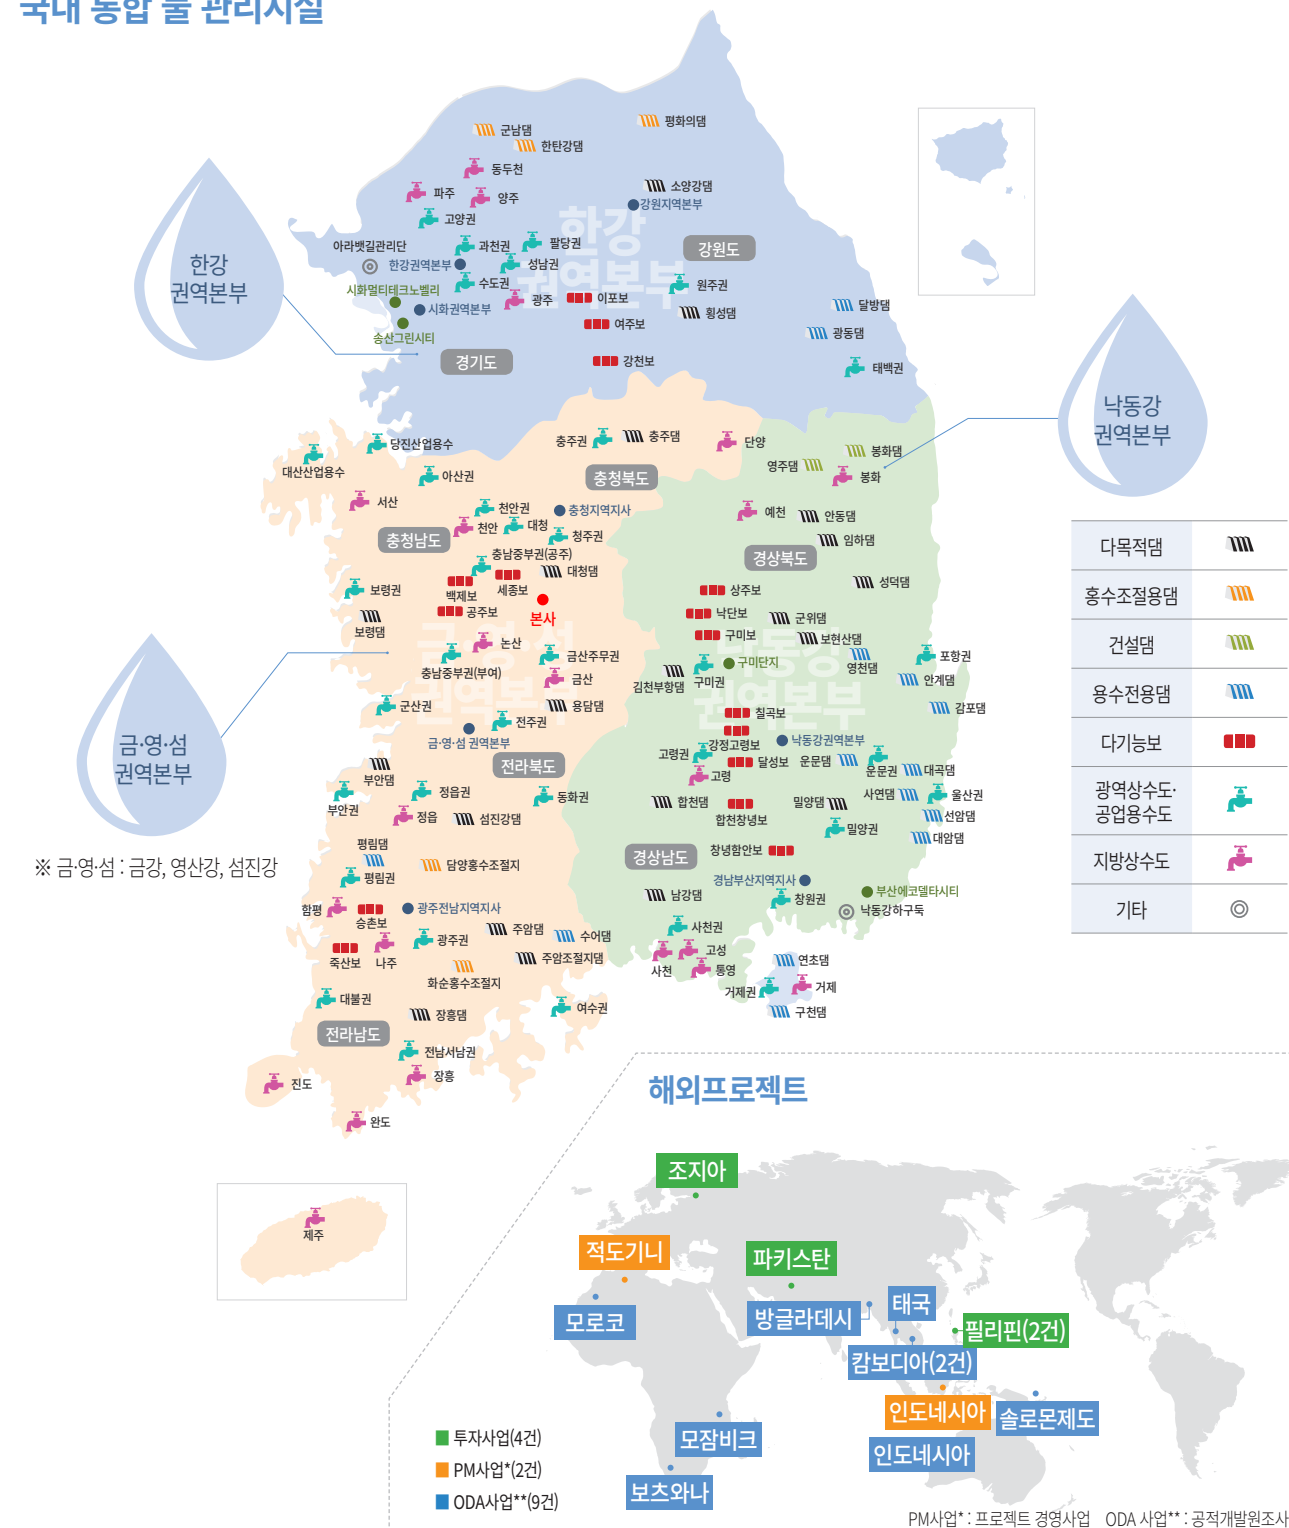 국내 통합 물 관리시설
한강
권역본부
낙동강
권역본부
금·영·섬
권역본부
※ 금·영·섬 : 금강, 영산강, 섬진강
한강
권역본부
금·영·섬
권역본부
낙동강
권역본부
군남댐
평화의댐
한탄강댐
동두천
파주
양주
소양강댐
강원지역본부
고양권
아라뱃길관리단
과천권
팔당권
강원도
한강권역본부
성남권
수도권
원주권
시화멀티테크노벨리
광주
이포보
시화권역본부
횡성댐
달방댐
여주보
광동댐
송산그린시티
경기도
강천보
태백권
당진산업용수
충주권
충주댐
단양
대산산업용수
봉화댐
영주댐
아산권
충청북도
봉화
서산
천안권
충청지역지사
예천
안동댐
천안
대청
청주권
충청남도
임하댐
충남중부권(공주)
경상북도
대청댐
보령권
백제보
세종보
성덕댐
상주보
공주보
본사
낙단보
군위댐
보령댐
구미보
보현산댐
논산
금산주무권
구미단지
영천댐
포항권
충남중부권(부여)
금산
김천부항댐
구미권
안계댐
군산권
용담댐
감포댐
칠곡보
전주권
금·영·섬 권역본부
강정고령보
낙동강권역본부
고령권
전라북도
달성보
운문댐
운문권
대곡댐
부안댐
고령
정읍권
동화권
사연댐
울산권
부안권
합천댐
밀양댐
정읍
섬진강댐
합천창녕보
선암댐
밀양권
대암댐
평림댐
경상남도
창녕함안보
담양홍수조절지
평림권
경남부산지역지사
부산에코델타시티
남강댐
창원권
함평
승촌보
광주전남지역지사
낙동강하구둑
사천권
주암댐
수어댐
광주권
죽산보
나주
주암조절지댐
사천
고성
통영
연초댐
화순홍수조절지
거제권
거제
대불권
여수권
구천댐
장흥댐
전라남도
전남서남권
진도
장흥
완도
제주
다목적댐
홍수조절용댐
건설댐
용수전용댐
다기능보
광역상수도·
공업용수도
지방상수도
기타
해외프로젝트
조지아
적도기니
파키스탄
모로코
방글라데시
태국
필리핀(2건)
캄보디아(2건)
인도네시아
솔로몬제도
모잠비크
인도네시아
보츠와나
투자사업(4건)
PM사업*(2건)
ODA사업**(9건)
PM사업* : 프로젝트 경영사업 ODA 사업** : 공적개발원조사